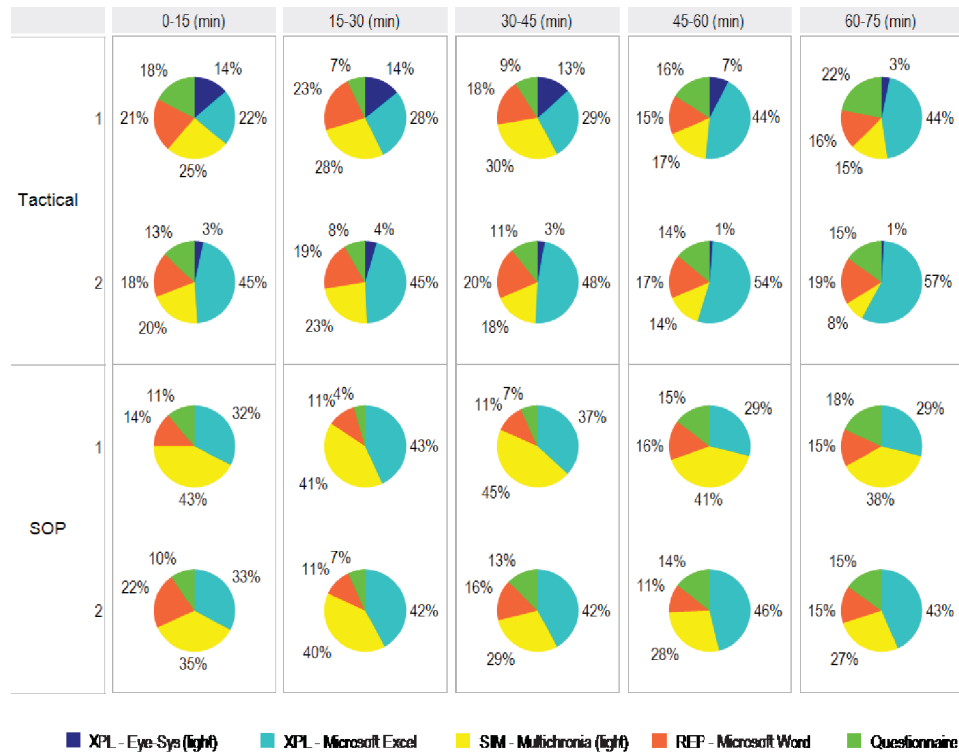 0-15 (min) 15-30 (min) 30-45 (min) 45-60 (min) 60-75 (min)
18% 14% 7% 14% 9% 13% 16% 7% 22% 3%
21% 22% 23% 28% 18% 29% 15% 44% 16% 44%
25% 28% 30% 17% 15%
1
Tactical
13% 3% 8% 4% 11% 3% 14% 1% 15% 1%
18% 45% 19% 45% 20% 48% 17% 54% 19% 57%
20% 23% 18% 14% 8%
2
11% 32% 11% 4% 43% 11% 7% 37% 15% 29% 18% 29%
14% 43% 41% 45% 16% 41% 15% 38%
1
SOP
10% 33% 11% 7% 42% 13% 42% 14% 46% 15% 43%
22% 35% 40% 16% 29% 11% 28% 15% 27%
2
XPL - Eye-Sys (light) XPL - Microsoft Excel SIM - Multichronia (light) REP - Microsoft Word Questionnaire